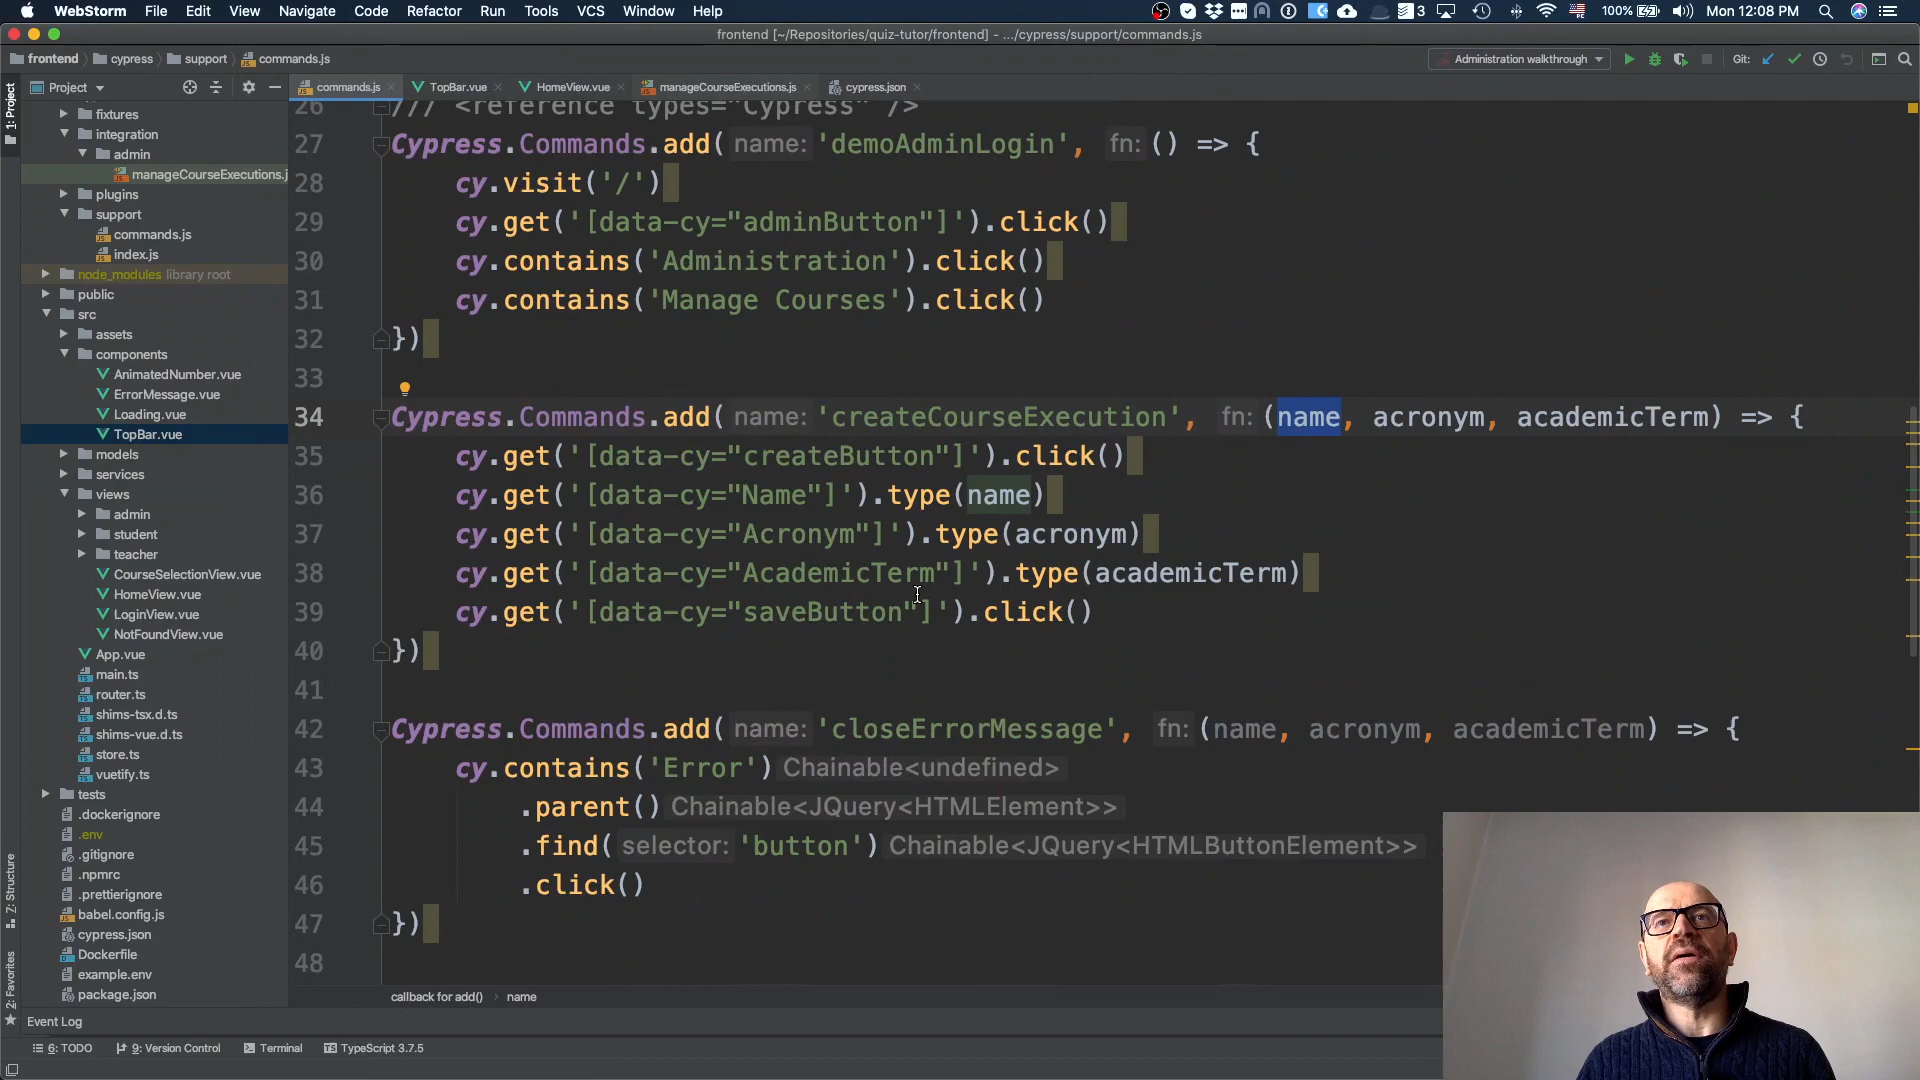 WebStorm File Edit View Navigate Code Refactor Run Tools VCS Window Help 3 100% Mon 12:08 PM
frontend [~/Repositories/quiz-tutor/frontend] - .../cypress/support/commands.js
frontend cypress support commands.js Administration walkthrough Git:
Project commands.js TopBar.vue HomeView.vue manageCourseExecutions.js cypress.json
1: Project
fixtures
integration
admin
manageCourseExecutions.j
plugins
support
commands.js
index.js
node_modules library root
public
src
assets
components
AnimatedNumber.vue
ErrorMessage.vue
Loading.vue
TopBar.vue
models
services
views
admin
student
teacher
CourseSelectionView.vue
HomeView.vue
LoginView.vue
NotFoundView.vue
App.vue
main.ts
router.ts
shims-tsx.d.ts
shims-vue.d.ts
store.ts
vuetify.ts
tests
.dockerignore
.env
.gitignore
.npmrc
.prettierignore
babel.config.js
cypress.json
Dockerfile
example.env
package.json
Z: Structure
2: Favorites
26 /// <reference types="Cypress" />
27 Cypress.Commands.add( name: 'demoAdminLogin', fn: () => {
28 cy.visit('/')
29 cy.get('[data-cy="adminButton"]').click()
30 cy.contains('Administration').click()
31 cy.contains('Manage Courses').click()
32 })
33
34 Cypress.Commands.add( name: 'createCourseExecution', fn: (name, acronym, academicTerm) => {
35 cy.get('[data-cy="createButton"]').click()
36 cy.get('[data-cy="Name"]').type(name)
37 cy.get('[data-cy="Acronym"]').type(acronym)
38 cy.get('[data-cy="AcademicTerm"]').type(academicTerm)
39 cy.get('[data-cy="saveButton"]').click()
40 })
41
42 Cypress.Commands.add( name: 'closeErrorMessage', fn: (name, acronym, academicTerm) => {
43 cy.contains('Error') Chainable<undefined>
44 .parent() Chainable<JQuery<HTMLElement>>
45 .find( selector: 'button') Chainable<JQuery<HTMLButtonElement>>
46 .click()
47 })
48
callback for add() › name
Event Log
6: TODO 9: Version Control Terminal TypeScript 3.7.5